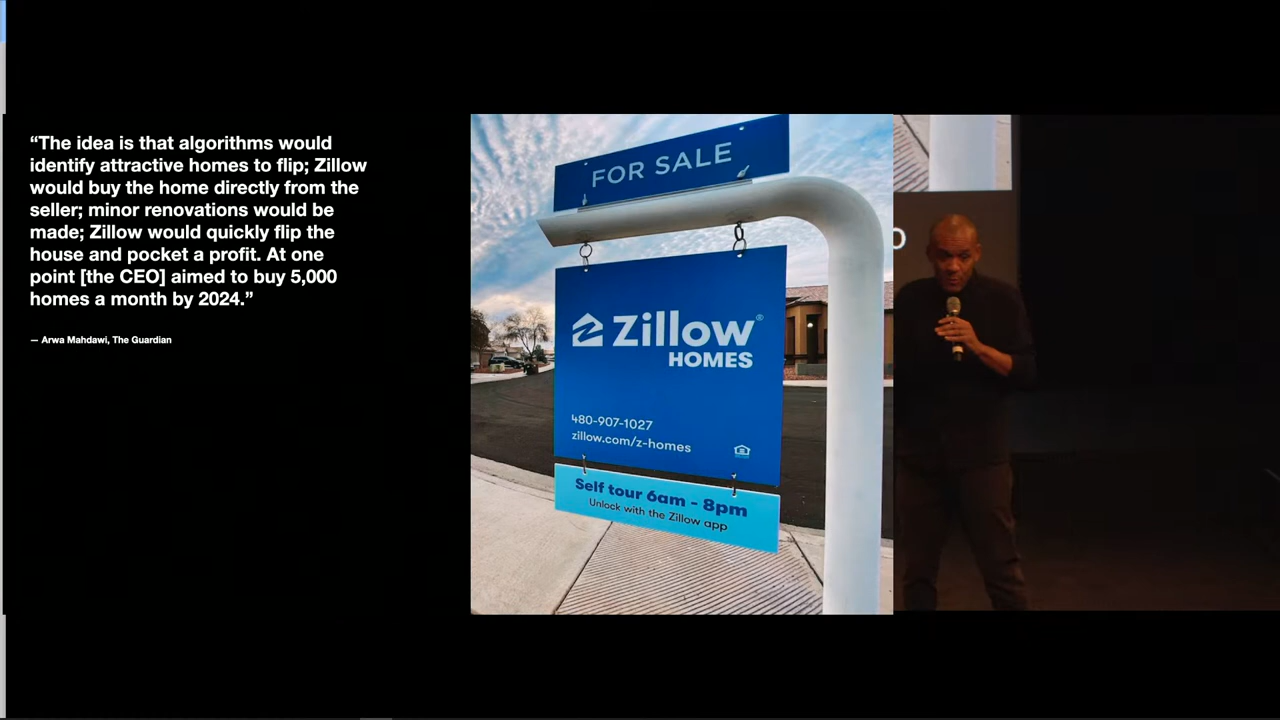 “The idea is that algorithms would
identify attractive homes to flip; Zillow
would buy the home directly from the
seller; minor renovations would be
made; Zillow would quickly flip the
house and pocket a profit. At one
point [the CEO] aimed to buy 5,000
homes a month by 2024.”
— Arwa Mahdawi, The Guardian
FOR SALE
Zillow®
HOMES
480-907-1027
zillow.com/z-homes
Self tour 6am - 8pm
Unlock with the Zillow app